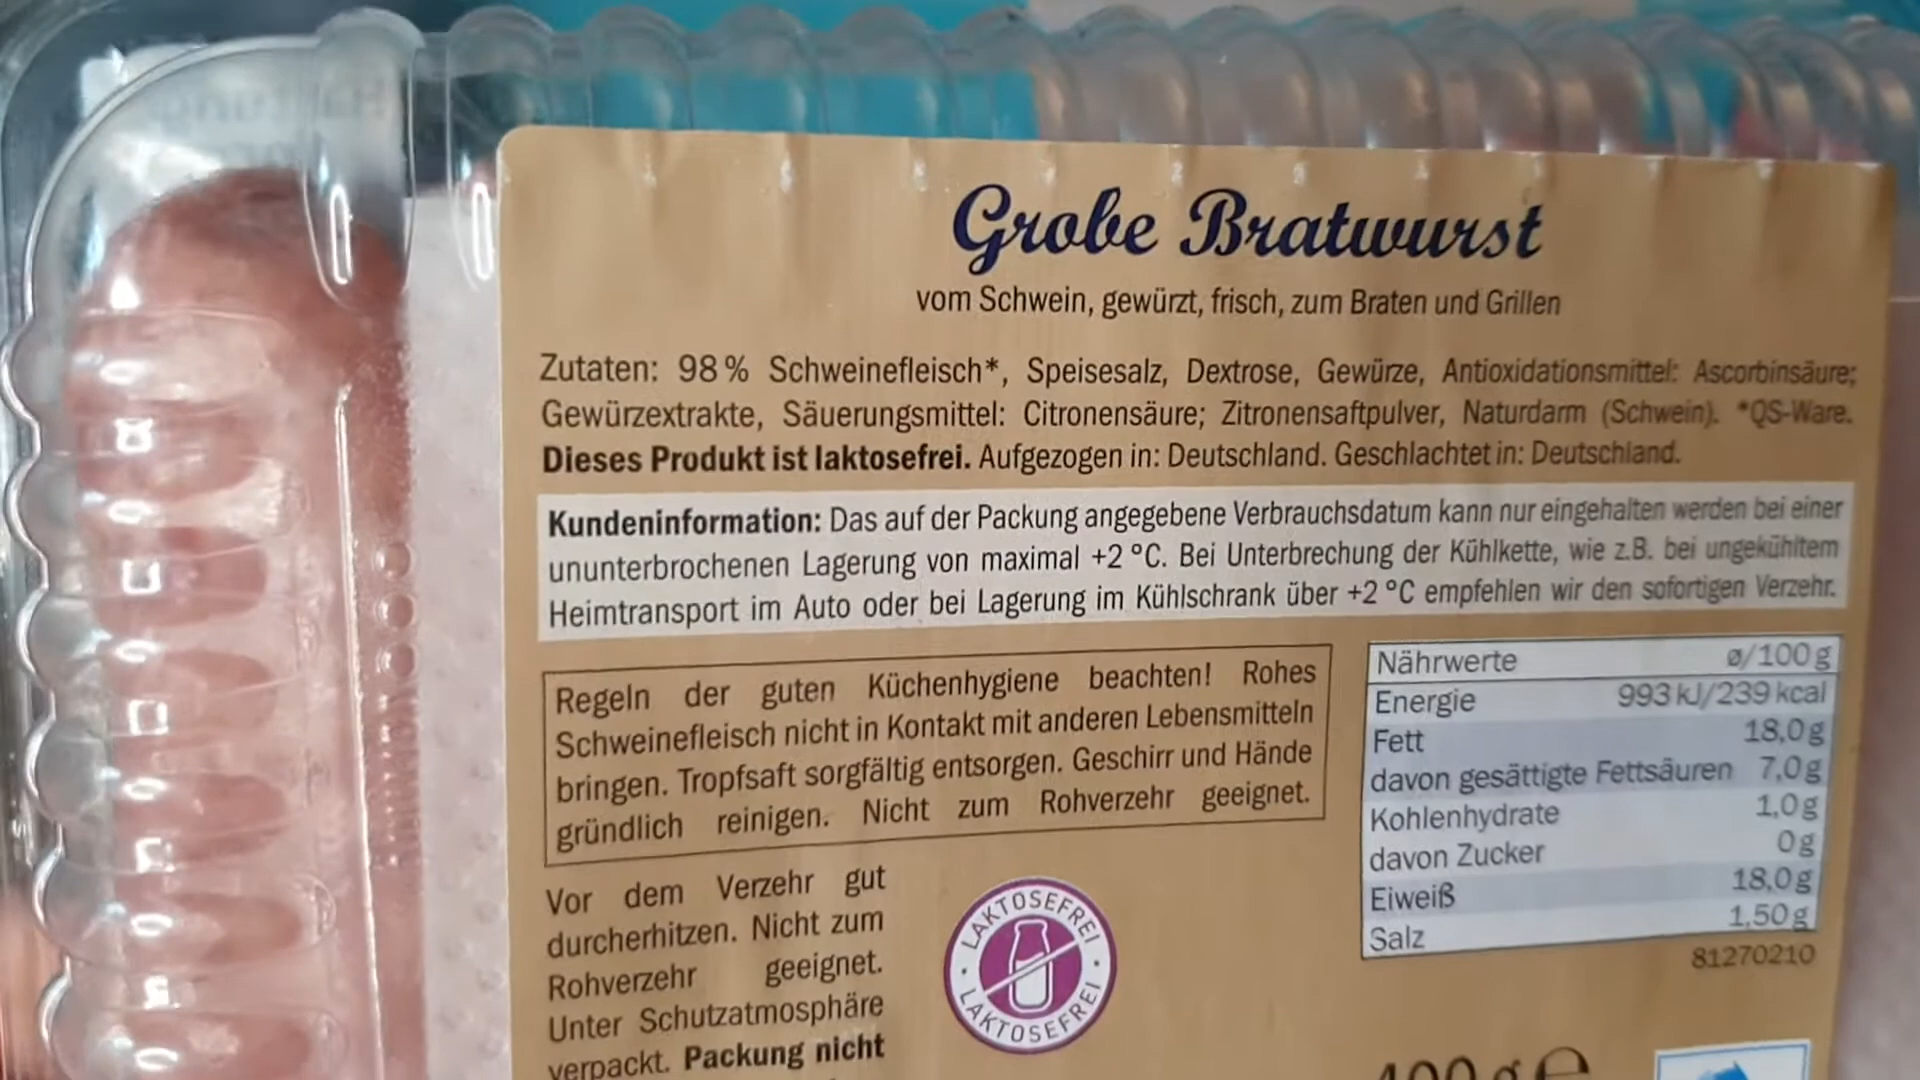 Grobe Bratwurst
vom Schwein, gewürzt, frisch, zum Braten und Grillen
Zutaten: 98 % Schweinefleisch*, Speisesalz, Dextrose, Gewürze, Antioxidationsmittel: Ascorbinsäure;
Gewürzextrakte, Säuerungsmittel: Citronensäure; Zitronensaftpulver, Naturdarm (Schwein). *QS-Ware.
Dieses Produkt ist laktosefrei. Aufgezogen in: Deutschland. Geschlachtet in: Deutschland.
Kundeninformation: Das auf der Packung angegebene Verbrauchsdatum kann nur eingehalten werden bei einer
ununterbrochenen Lagerung von maximal +2 °C. Bei Unterbrechung der Kühlkette, wie z.B. bei ungekühltem
Heimtransport im Auto oder bei Lagerung im Kühlschrank über +2 °C empfehlen wir den sofortigen Verzehr.
Regeln der guten Küchenhygiene beachten! Rohes
Schweinefleisch nicht in Kontakt mit anderen Lebensmitteln
bringen. Tropfsaft sorgfältig entsorgen. Geschirr und Hände
gründlich reinigen. Nicht zum Rohverzehr geeignet.
Nährwerte ø/100 g
Energie 993 kJ/239 kcal
Fett 18,0 g
davon gesättigte Fettsäuren 7,0 g
Kohlenhydrate 1,0 g
davon Zucker 0 g
Eiweiß 18,0 g
Salz 1,50 g
81270210
Vor dem Verzehr gut
durcherhitzen. Nicht zum
Rohverzehr geeignet.
Unter Schutzatmosphäre
verpackt. Packung nicht
LAKTOSEFREI
LAKTOSEFREI
400 g e